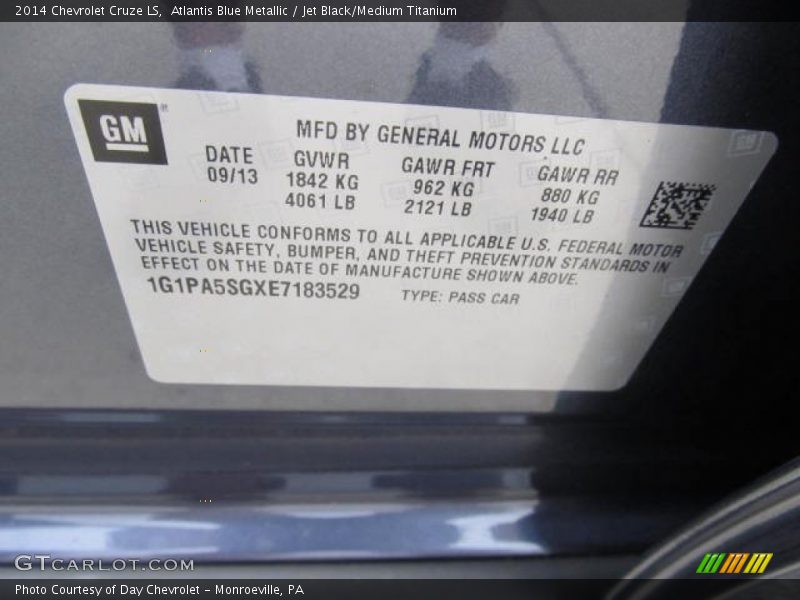 2014 Chevrolet Cruze LS,  Atlantis Blue Metallic / Jet Black/Medium Titanium
GM
MFD BY GENERAL MOTORS LLC
DATE GVWR GAWR FRT GAWR RR
09/13 1842 KG 962 KG 880 KG
4061 LB 2121 LB 1940 LB
THIS VEHICLE CONFORMS TO ALL APPLICABLE U.S. FEDERAL MOTOR
VEHICLE SAFETY, BUMPER, AND THEFT PREVENTION STANDARDS IN
EFFECT ON THE DATE OF MANUFACTURE SHOWN ABOVE.
1G1PA5SGXE7183529 TYPE: PASS CAR
GTCARLOT.COM
Photo Courtesy of Day Chevrolet – Monroeville, PA